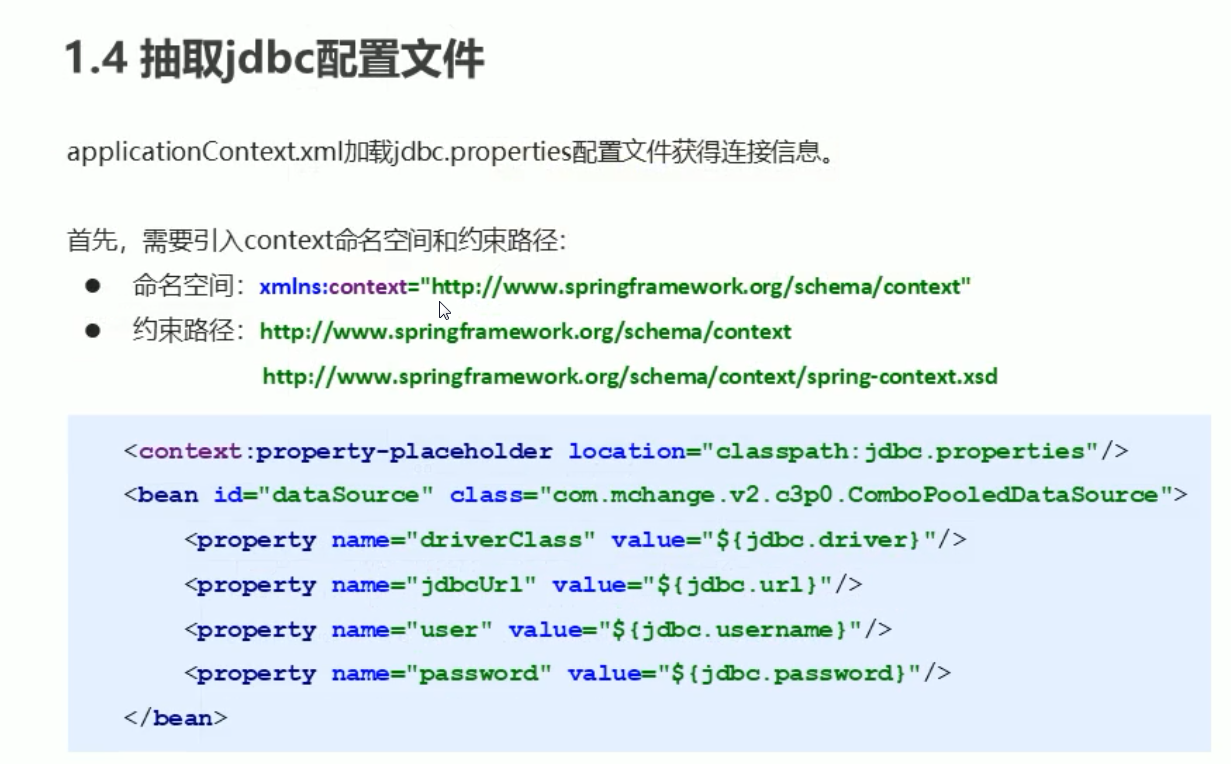 1.4 抽取jdbc配置文件
applicationContext.xml加载jdbc.properties配置文件获得连接信息。
首先，需要引入context命名空间和约束路径：
● 命名空间：xmlns:context="http://www.springframework.org/schema/context"
● 约束路径：http://www.springframework.org/schema/context
http://www.springframework.org/schema/context/spring-context.xsd
<context:property-placeholder location="classpath:jdbc.properties"/>
<bean id="dataSource" class="com.mchange.v2.c3p0.ComboPooledDataSource">
<property name="driverClass" value="${jdbc.driver}"/>
<property name="jdbcUrl" value="${jdbc.url}"/>
<property name="user" value="${jdbc.username}"/>
<property name="password" value="${jdbc.password}"/>
</bean>